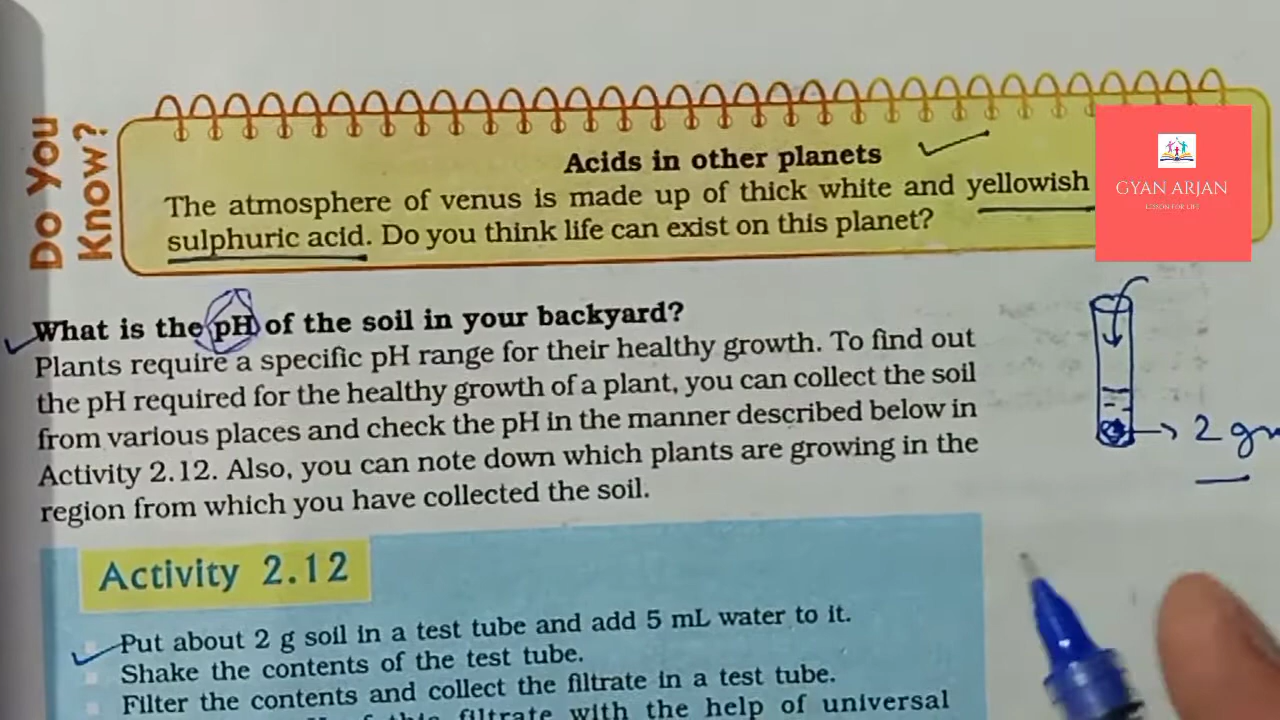 Do You
Know?
Acids in other planets
The atmosphere of venus is made up of thick white and yellowish
sulphuric acid. Do you think life can exist on this planet?
GYAN ARJAN
LESSON FOR LIFE
What is the pH of the soil in your backyard?
Plants require a specific pH range for their healthy growth. To find out
the pH required for the healthy growth of a plant, you can collect the soil
from various places and check the pH in the manner described below in
Activity 2.12. Also, you can note down which plants are growing in the
region from which you have collected the soil.
2 gm
Activity 2.12
Put about 2 g soil in a test tube and add 5 mL water to it.
Shake the contents of the test tube.
Filter the contents and collect the filtrate in a test tube.
of this filtrate with the help of universal